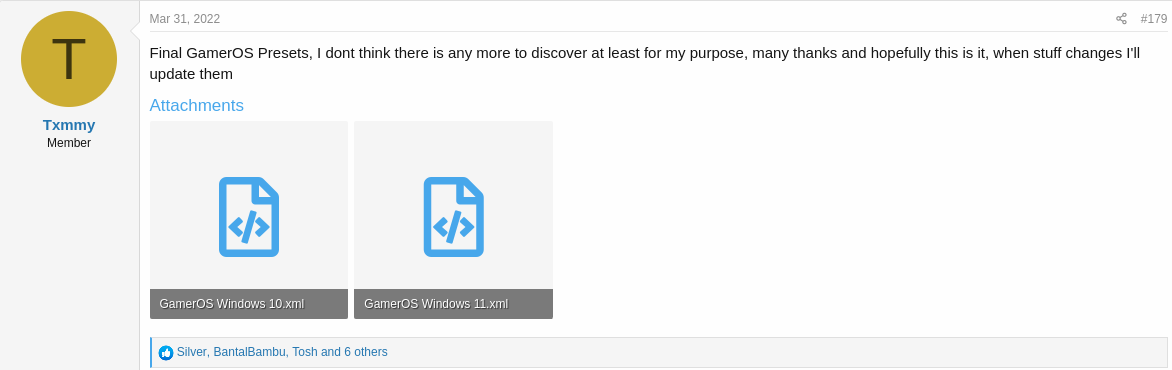 T
Txmmy
Member
Mar 31, 2022
#179
Final GamerOS Presets, I dont think there is any more to discover at least for my purpose, many thanks and hopefully this is it, when stuff changes I'll
update them
Attachments
GamerOS Windows 10.xml
GamerOS Windows 11.xml
Silver, BantalBambu, Tosh and 6 others